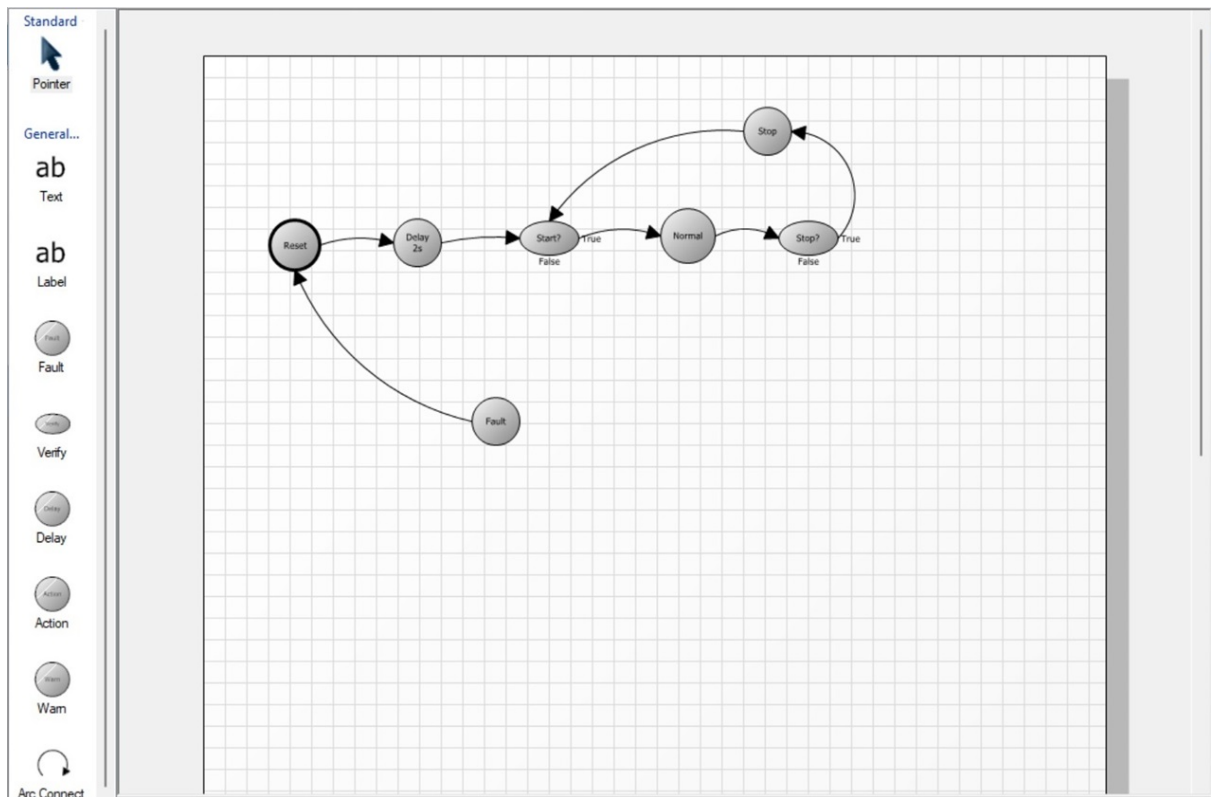 Standard
Pointer
General...
ab
Text
ab
Label
Fault
Fault
Verify
Verify
Delay
Delay
Action
Action
Warn
Warn
Arc Connect
Stop
Reset
Delay
2s
Start?
True
False
Normal
Stop?
True
False
Fault